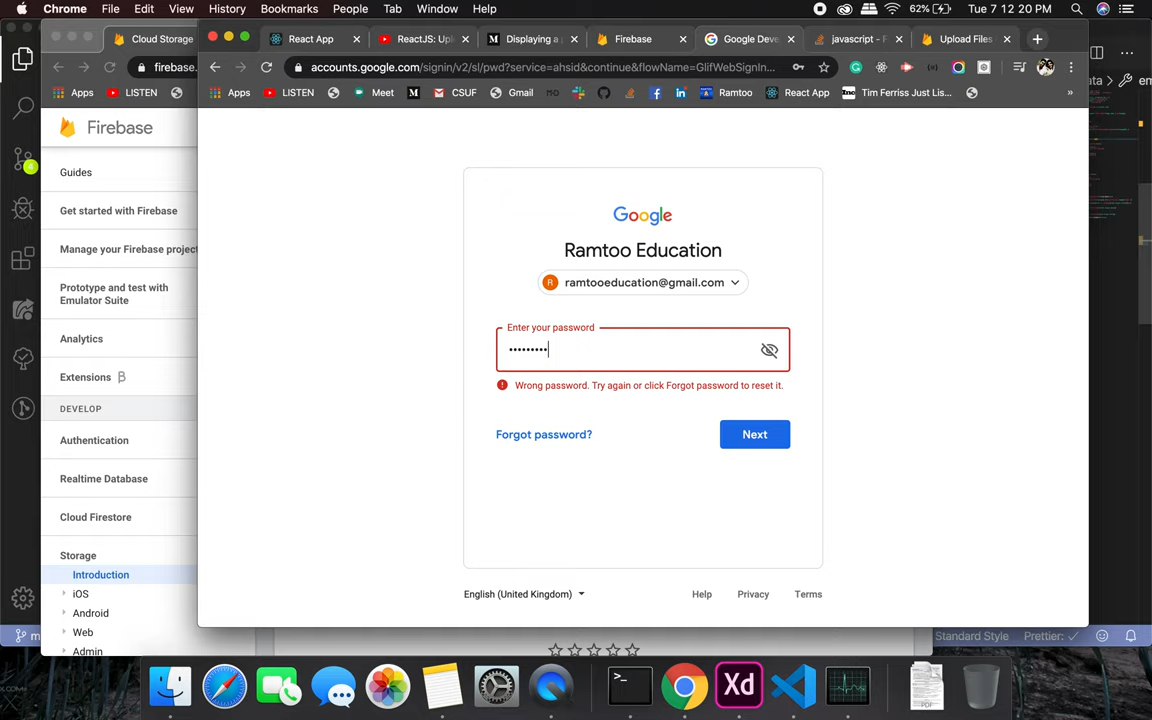 Chrome File Edit View History Bookmarks People Tab Window Help 62% Tue 7 12 20 PM
Cloud Storage
React App ReactJS: Upl Displaying a p Firebase Google Deve javascript - F Upload Files
firebase.
accounts.google.com/signin/v2/sl/pwd?service=ahsid&continue&flowName=GlifWebSignIn...
Apps LISTEN
Apps LISTEN Meet CSUF Gmail Ramtoo React App Tim Ferriss Just Lis... »
Firebase
Guides
Get started with Firebase
Manage your Firebase project
Prototype and test with
Emulator Suite
Analytics
Extensions β
DEVELOP
Authentication
Realtime Database
Cloud Firestore
Storage
Introduction
iOS
Android
Web
Admin
Google
Ramtoo Education
R ramtooeducation@gmail.com
Enter your password
•••••••••
Wrong password. Try again or click Forgot password to reset it.
Forgot password? Next
English (United Kingdom) Help Privacy Terms
Standard Style Prettier: ✓
Xd